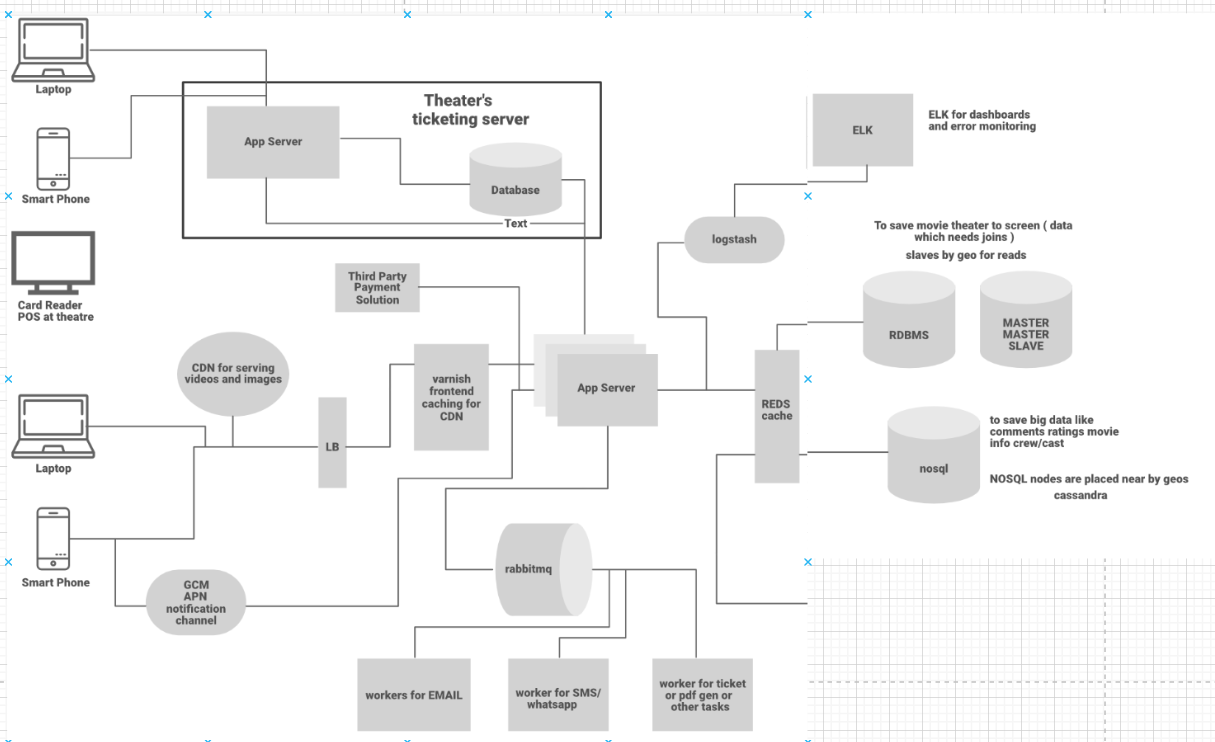 Laptop
Theater's
ticketing server
App Server
ELK
ELK for dashboards
and error monitoring
Smart Phone
Database
Text
logstash
To save movie theater to screen ( data
which needs joins )
slaves by geo for reads
Third Party
Payment
Solution
Card Reader
POS at theatre
RDBMS
MASTER
MASTER
SLAVE
CDN for serving
videos and images
varnish
frontend
caching for
CDN
App Server
REDS
cache
LB
Laptop
to save big data like
comments ratings movie
info crew/cast
nosql
NOSQL nodes are placed near by geos
cassandra
Smart Phone
GCM
APN
notification
channel
rabbitmq
workers for EMAIL
worker for SMS/
whatsapp
worker for ticket
or pdf gen or
other tasks